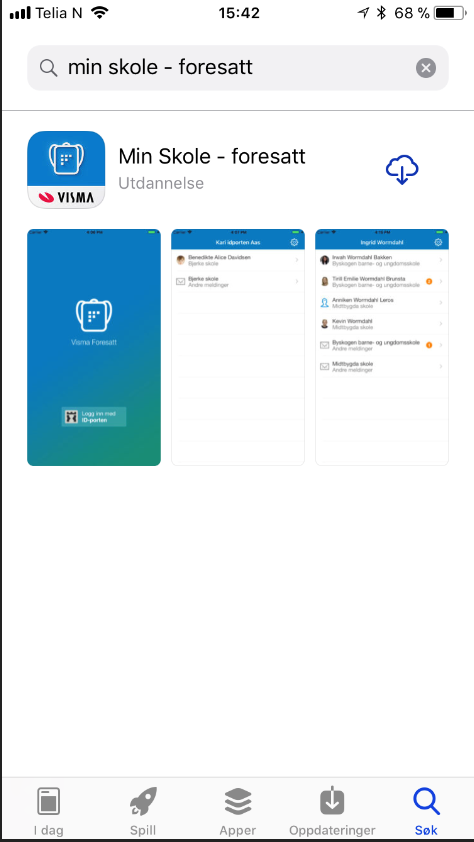 Telia N 15:42 68 %
min skole - foresatt
Min Skole - foresatt
Utdannelse
VISMA
Visma Foresatt
Logg inn med
ID-porten
Kari idporten Aas
Benedikte Alice Davidsen
Bjerke skole
Bjerke skole
Andre meldinger
Ingrid Wormdahl
Irwah Wormdahl Bakken
Byskogen barne- og ungdomsskole
Tiril Emilie Wormdahl Brunsta
Byskogen barne- og ungdomsskole
Anniken Wormdahl Leros
Midtbygda skole
Kevin Wormdahl
Midtbygda skole
Byskogen barne- og ungdomsskole
Andre meldinger
Midtbygda skole
Andre meldinger
I dag Spill Apper Oppdateringer Søk